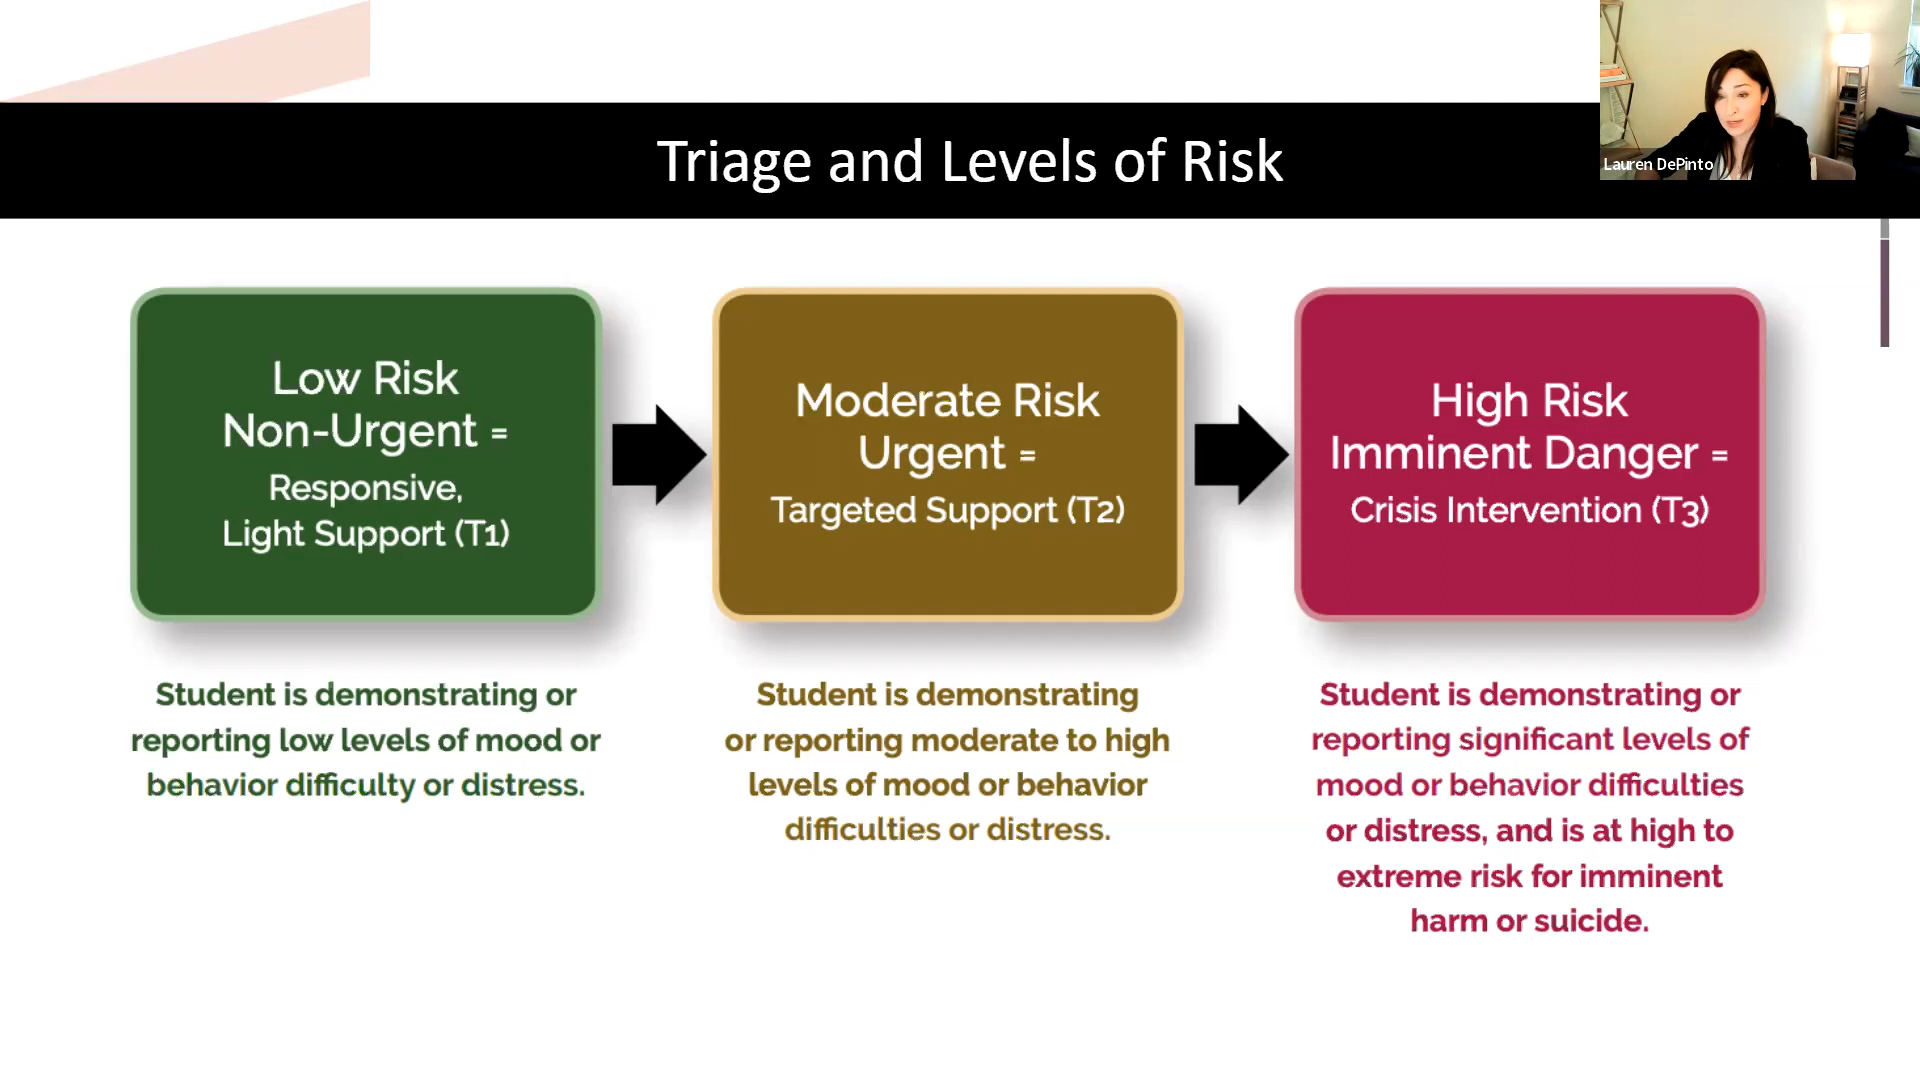 Triage and Levels of Risk
Lauren DePinto
Low Risk
Non-Urgent =
Responsive,
Light Support (T1)
Moderate Risk
Urgent =
Targeted Support (T2)
High Risk
Imminent Danger =
Crisis Intervention (T3)
Student is demonstrating or
reporting low levels of mood or
behavior difficulty or distress.
Student is demonstrating
or reporting moderate to high
levels of mood or behavior
difficulties or distress.
Student is demonstrating or
reporting significant levels of
mood or behavior difficulties
or distress, and is at high to
extreme risk for imminent
harm or suicide.